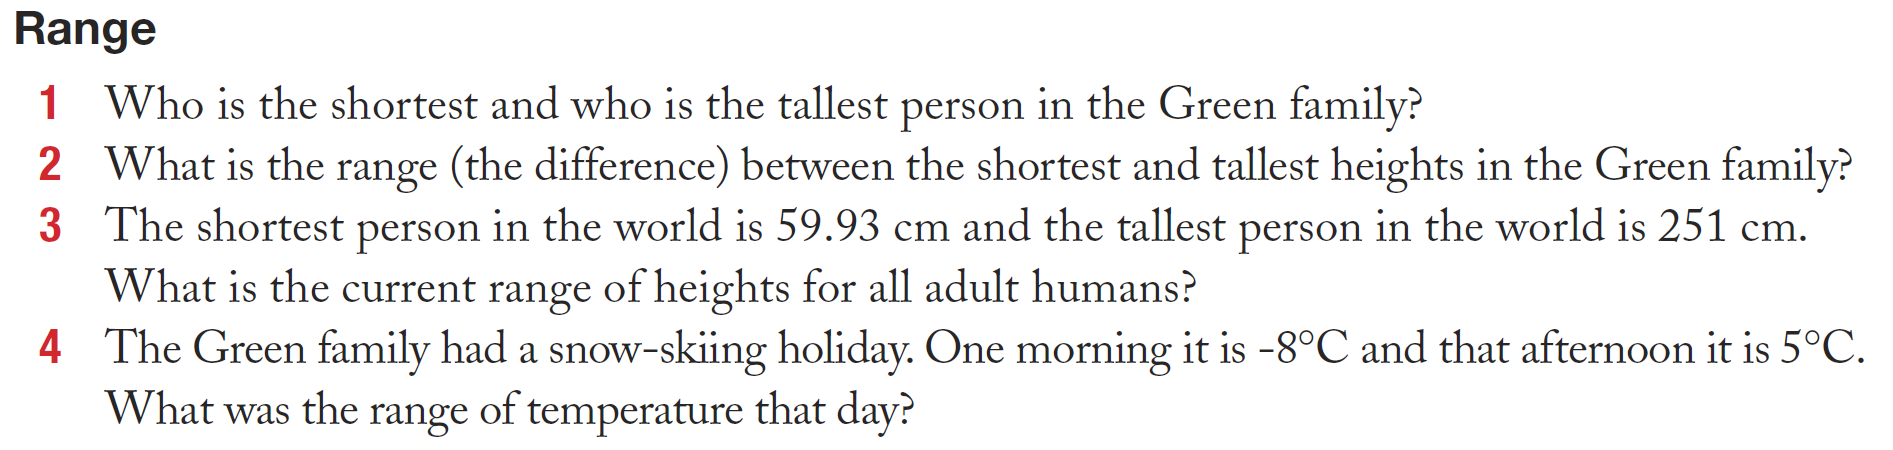 Range
1 Who is the shortest and who is the tallest person in the Green family?
2 What is the range (the difference) between the shortest and tallest heights in the Green family?
3 The shortest person in the world is 59.93 cm and the tallest person in the world is 251 cm.
What is the current range of heights for all adult humans?
4 The Green family had a snow-skiing holiday. One morning it is -8°C and that afternoon it is 5°C.
What was the range of temperature that day?